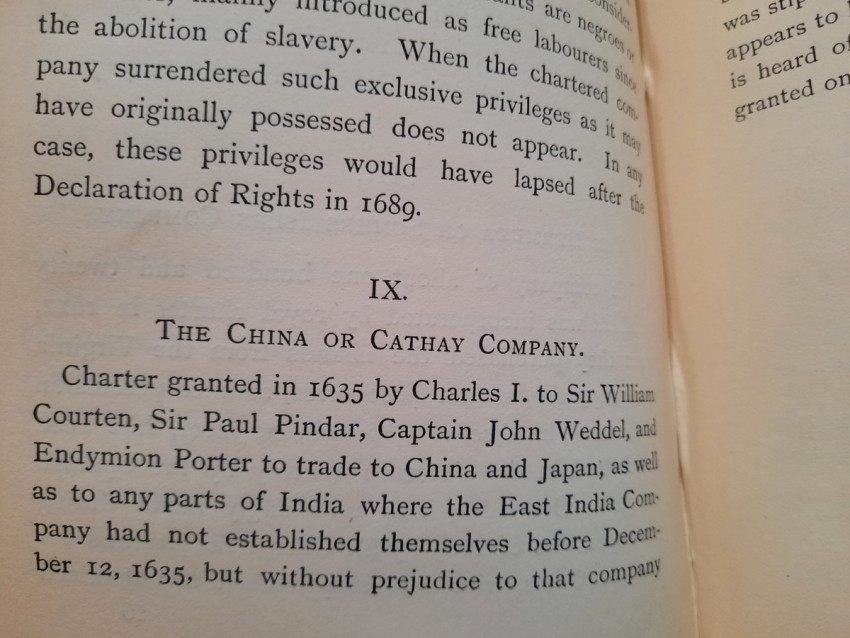 introduced as free labourers since
the abolition of slavery. When the chartered com-
pany surrendered such exclusive privileges as it may
have originally possessed does not appear. In any
case, these privileges would have lapsed after the
Declaration of Rights in 1689.
IX.
THE CHINA OR CATHAY COMPANY.
Charter granted in 1635 by Charles I. to Sir William
Courten, Sir Paul Pindar, Captain John Weddel, and
Endymion Porter to trade to China and Japan, as well
as to any parts of India where the East India Com-
pany had not established themselves before Decem-
ber 12, 1635, but without prejudice to that company
was
appears to
is heard of
granted on